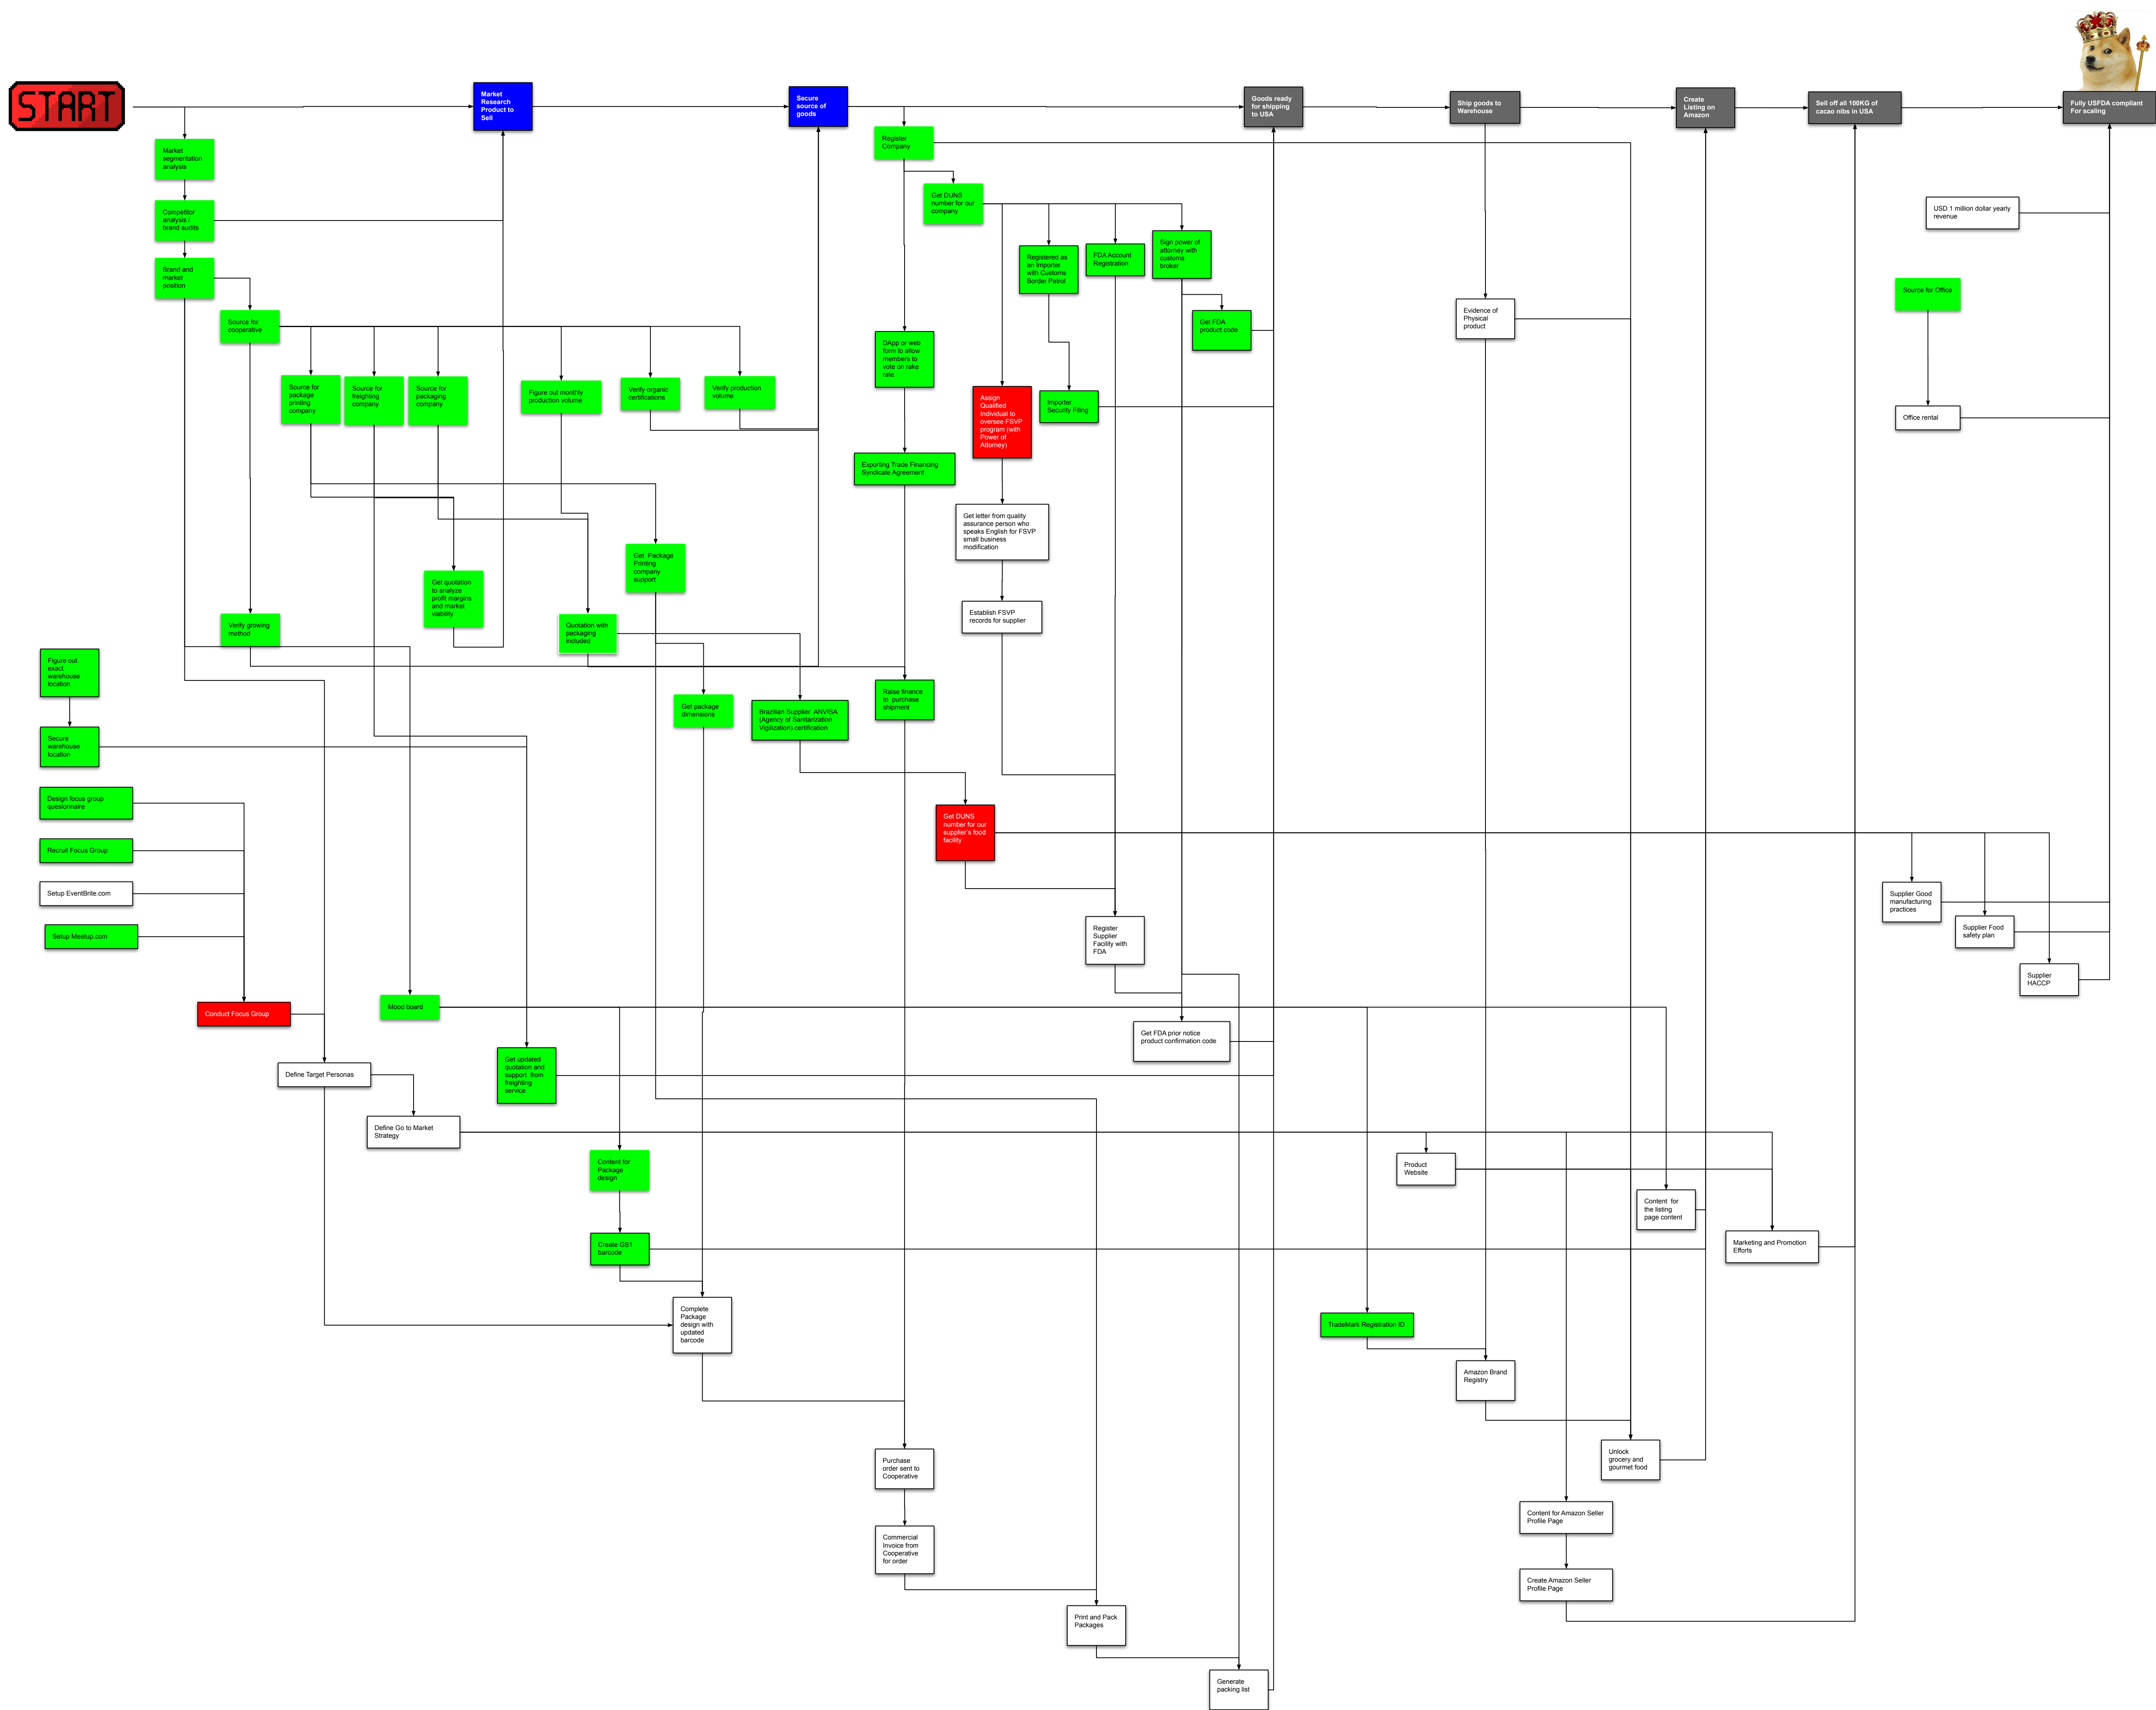 START
Market
Research
Product to
Sell
Secure
source of
goods
Goods ready
for shipping
to USA
Ship goods to
Warehouse
Create
Listing on
Amazon
Sell off all 100KG of
cacao nibs in USA
Fully USFDA compliant
For scaling
Market
segmentation
analysis
Register
Company
Competitor
analysis /
brand audits
Get DUNS
number for our
company
USD 1 million dollar yearly
revenue
Brand and
market
position
Registered as
an Importer
with Customs
Border Patrol
FDA Account
Registration
Sign power of
attorney with
customs
broker
Source for Office
Source for
cooperative
Get FDA
product code
Evidence of
Physical
product
DApp or web
form to allow
members to
vote on rake
rate
Source for
package
printing
company
Source for
freighting
company
Source for
packaging
company
Figure out monthly
production volume
Verify organic
certifications
Verify production
volume
Assign
Qualified
Individual to
oversee FSVP
program (with
Power of
Attorney)
Importer
Security Filing
Office rental
Exporting Trade Financing
Syndicate Agreement
Get letter from quality
assurance person who
speaks English for FSVP
small business
modification
Get  Package
Printing
company
support
Get quotation
to analyze
profit margins
and market
viability
Establish FSVP
records for supplier
Verify growing
method
Quotation with
packaging
included
Figure out
exact
warehouse
location
Raise finance
to  purchase
shipment
Get package
dimensions
Brazilian Supplier  ANVISA
(Agency of Sanitarization
Vigilization) certification
Secure
warehouse
location
Design focus group
quesionnaire
Get DUNS
number for our
supplier's food
facility
Recruit Focus Group
Setup EventBrite.com
Supplier Good
manufacturing
practices
Setup Meetup.com
Register
Supplier
Facility with
FDA
Supplier Food
safety plan
Supplier
HACCP
Conduct Focus Group
Mood board
Get FDA prior notice
product confirmation code
Define Target Personas
Get updated
quotation and
support  from
freighting
service
Define Go to Market
Strategy
Content for
Package
design
Product
Website
Content  for
the listing
page content
Create GS1
barcode
Marketing and Promotion
Efforts
Complete
Package
design with
updated
barcode
TradeMark Registration ID
Amazon Brand
Registry
Purchase
order sent to
Cooperative
Unlock
grocery and
gourmet food
Content for Amazon Seller
Profile Page
Commercial
Invoice from
Cooperative
for order
Create Amazon Seller
Profile Page
Print and Pack
Packages
Generate
packing list